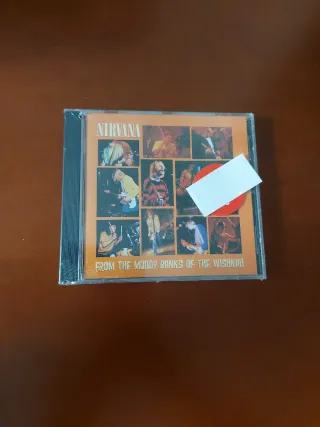 NIRVANA
FROM THE MUDDY BANKS OF THE WISHKAH